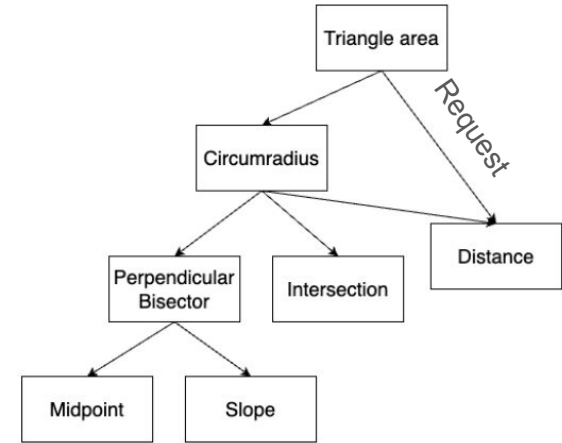 Triangle area
Request
Circumradius
Distance
Perpendicular
Bisector
Intersection
Midpoint
Slope